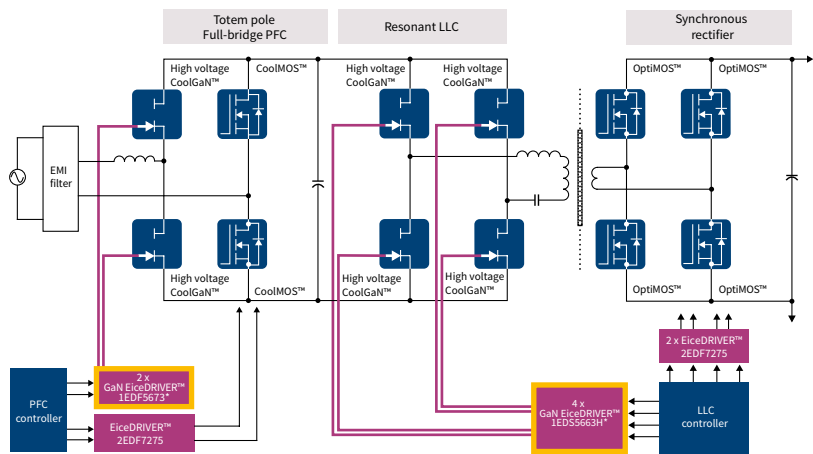 Totem pole
Full-bridge PFC
Resonant LLC
Synchronous
rectifier
High voltage
CoolGaN™
CoolMOS™
High voltage
CoolGaN™
High voltage
CoolGaN™
OptiMOS™
OptiMOS™
EMI
filter
High voltage
CoolGaN™
CoolMOS™
High voltage
CoolGaN™
High voltage
CoolGaN™
OptiMOS™
OptiMOS™
2 x EiceDRIVER™
2EDF7275
PFC
controller
2 x
GaN EiceDRIVER™
1EDF5673*
EiceDRIVER™
2EDF7275
4 x
GaN EiceDRIVER™
1EDS5663H*
LLC
controller